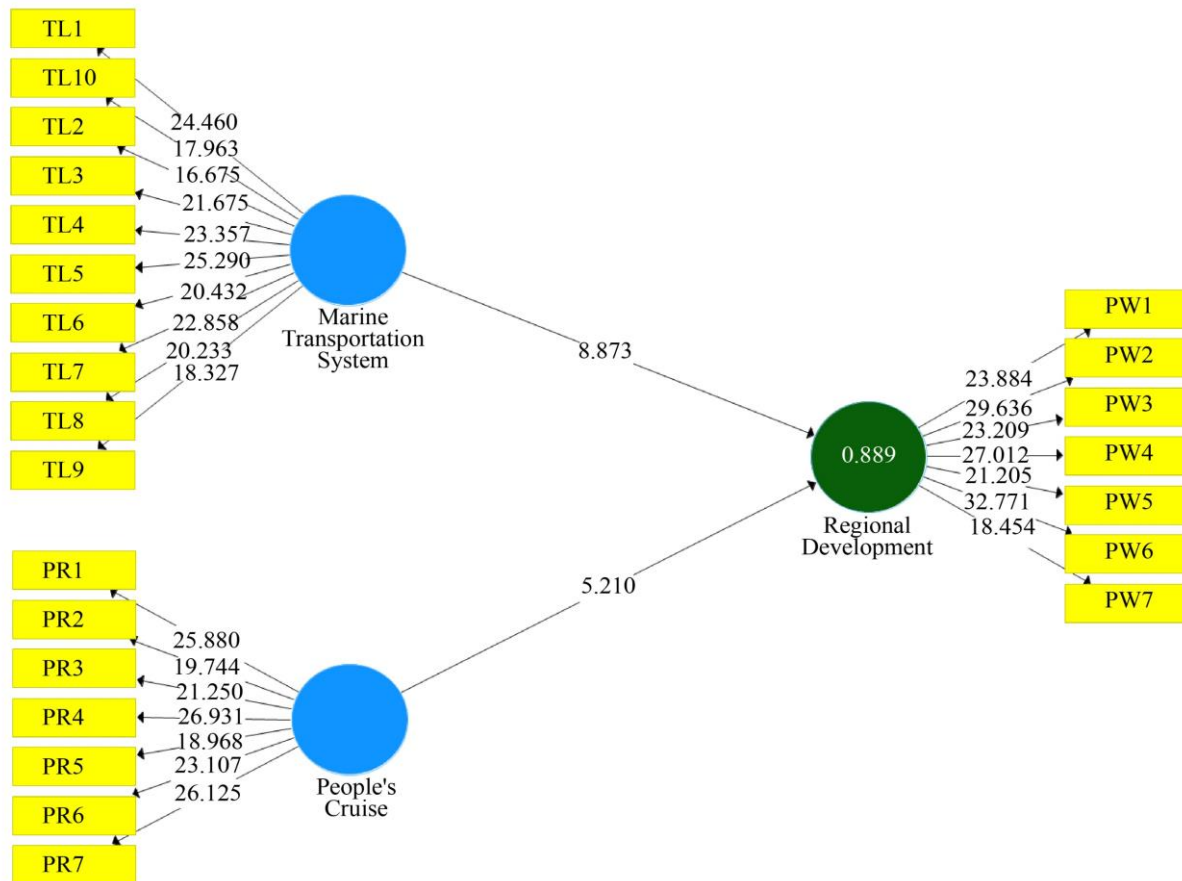 TL1
TL10
TL2
TL3
TL4
TL5
TL6
TL7
TL8
TL9
24.460
17.963
16.675
21.675
23.357
25.290
20.432
22.858
20.233
18.327
Marine
Transportation
System
8.873
PR1
PR2
PR3
PR4
PR5
PR6
PR7
25.880
19.744
21.250
26.931
18.968
23.107
26.125
People's
Cruise
5.210
0.889
Regional
Development
23.884
29.636
23.209
27.012
21.205
32.771
18.454
PW1
PW2
PW3
PW4
PW5
PW6
PW7